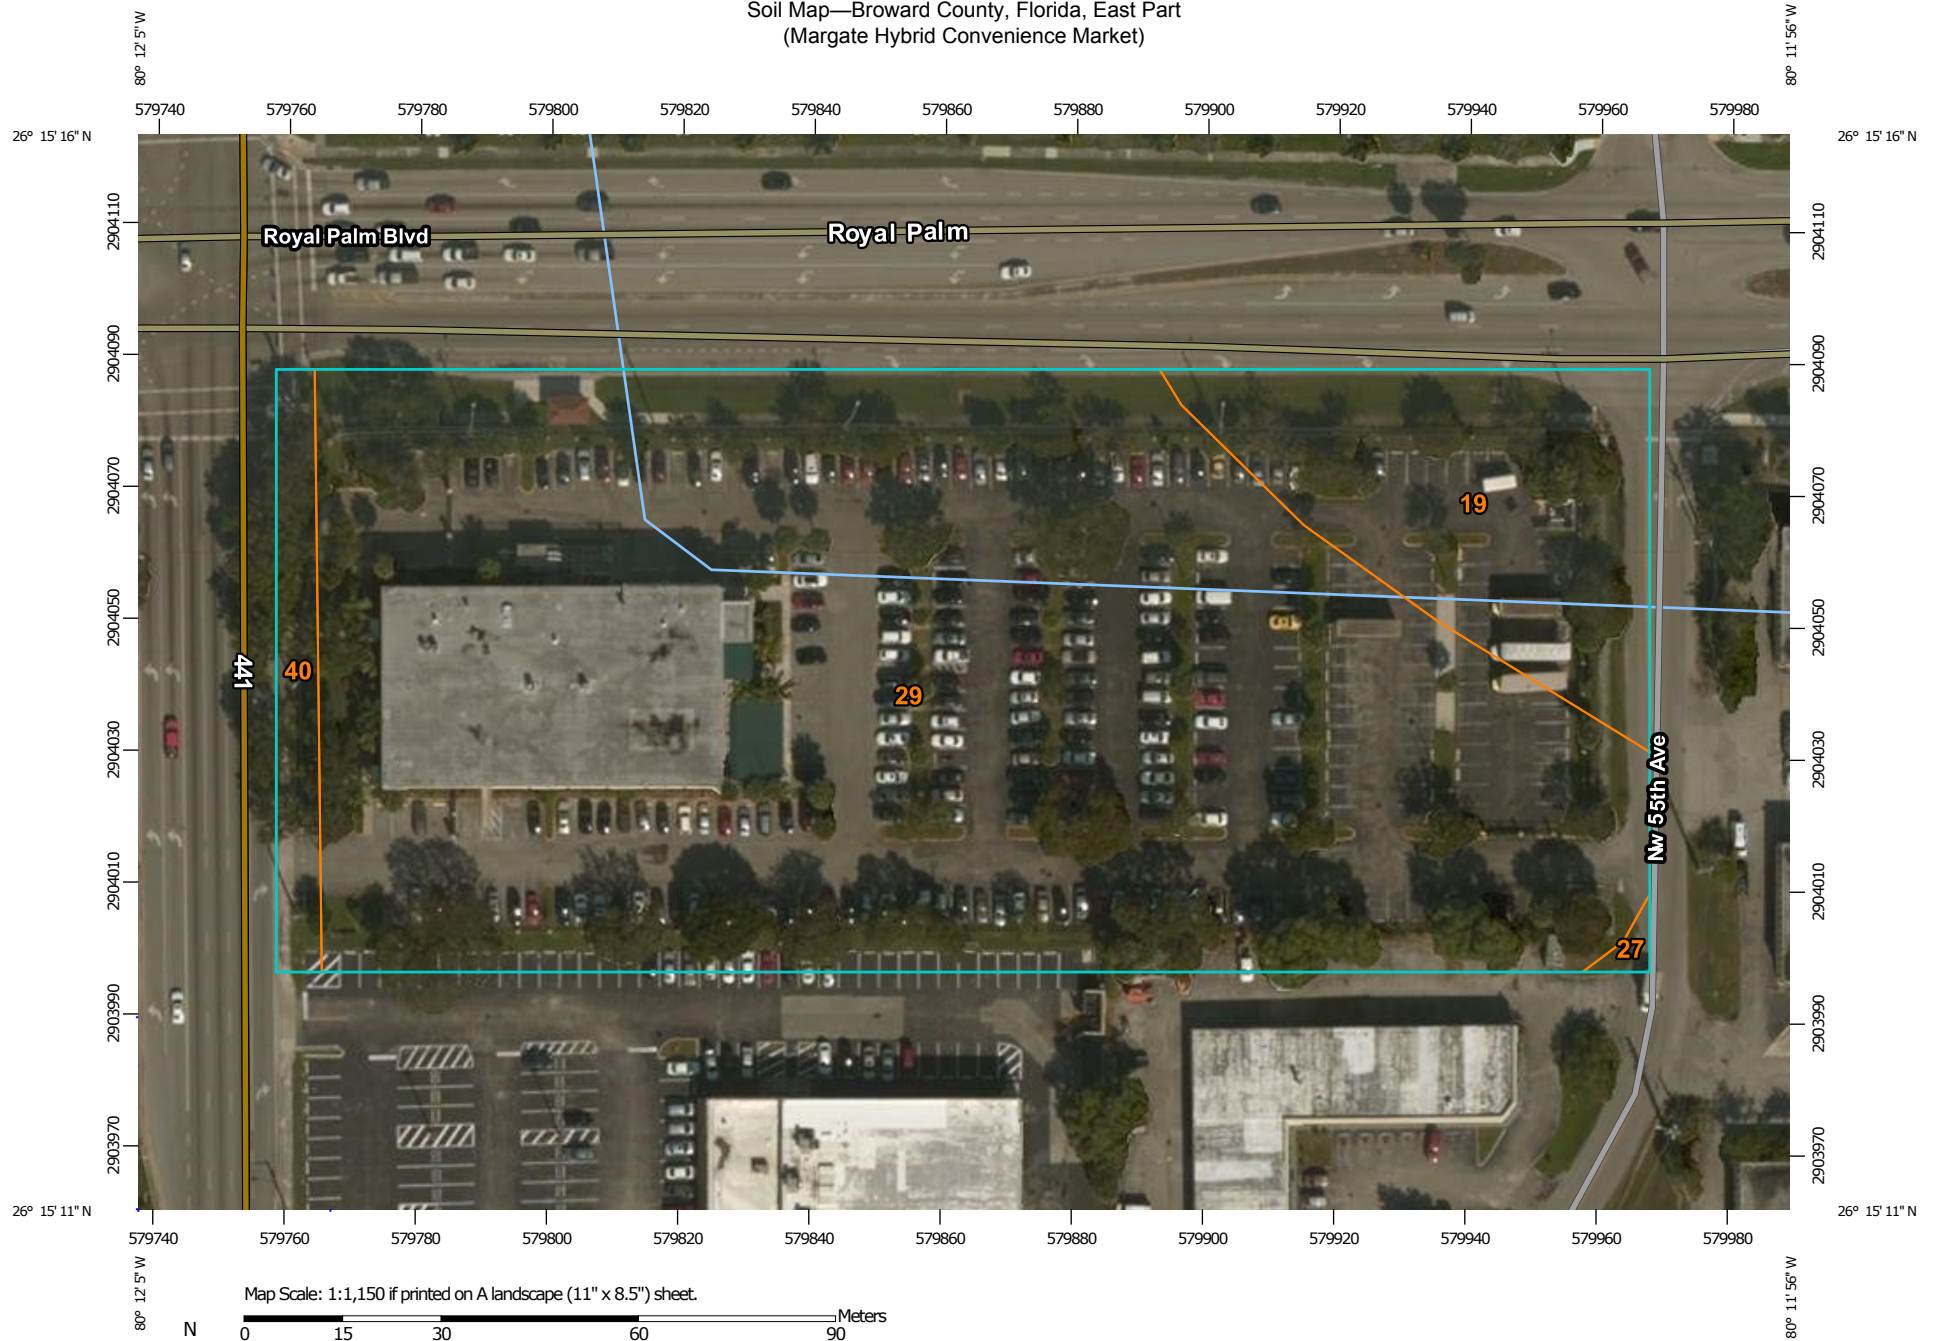 Soil Map—Broward County, Florida, East Part
(Margate Hybrid Convenience Market)
80° 12' 5" W
80° 11' 56" W
579740 579760 579780 579800 579820 579840 579860 579880 579900 579920 579940 579960 579980
26° 15' 16" N
26° 15' 16" N
2904110
2904110
Royal Palm Blvd
Royal Palm
2904090
2904090
2904070
2904070
19
2904050
2904050
441
40
29
2904030
2904030
Nw 55th Ave
2904010
2904010
27
2903990
2903990
2903970
2903970
26° 15' 11" N
26° 15' 11" N
579740 579760 579780 579800 579820 579840 579860 579880 579900 579920 579940 579960 579980
80° 12' 5" W
80° 11' 56" W
Map Scale: 1:1,150 if printed on A landscape (11" x 8.5") sheet.
Meters
N
0 15 30 60 90